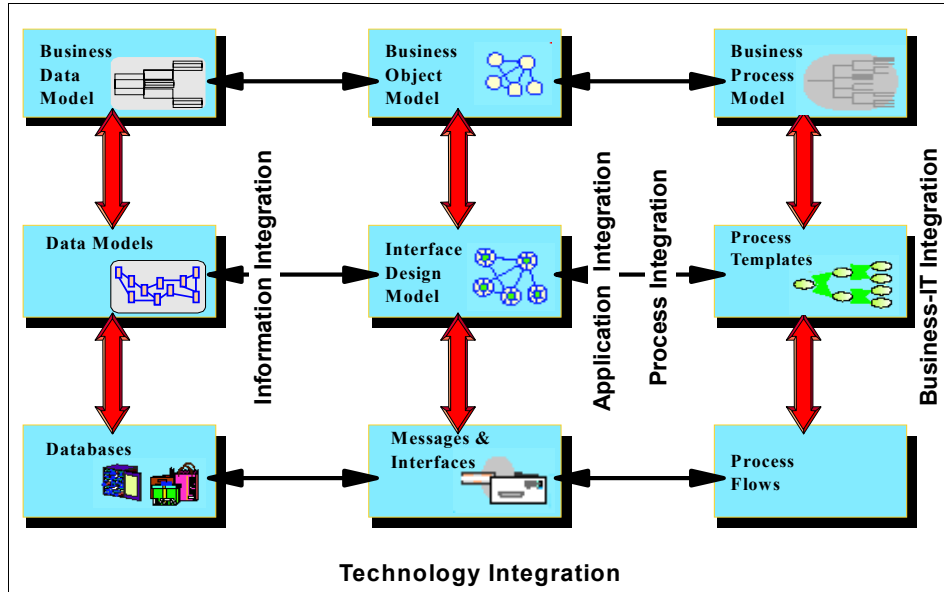 Business
Data
Model
Business
Object
Model
Business
Process
Model
Information Integration
Application Integration
Process Integration
Business-IT Integration
Data Models
Interface
Design
Model
Process
Templates
Databases
Messages &
Interfaces
Process
Flows
Technology Integration